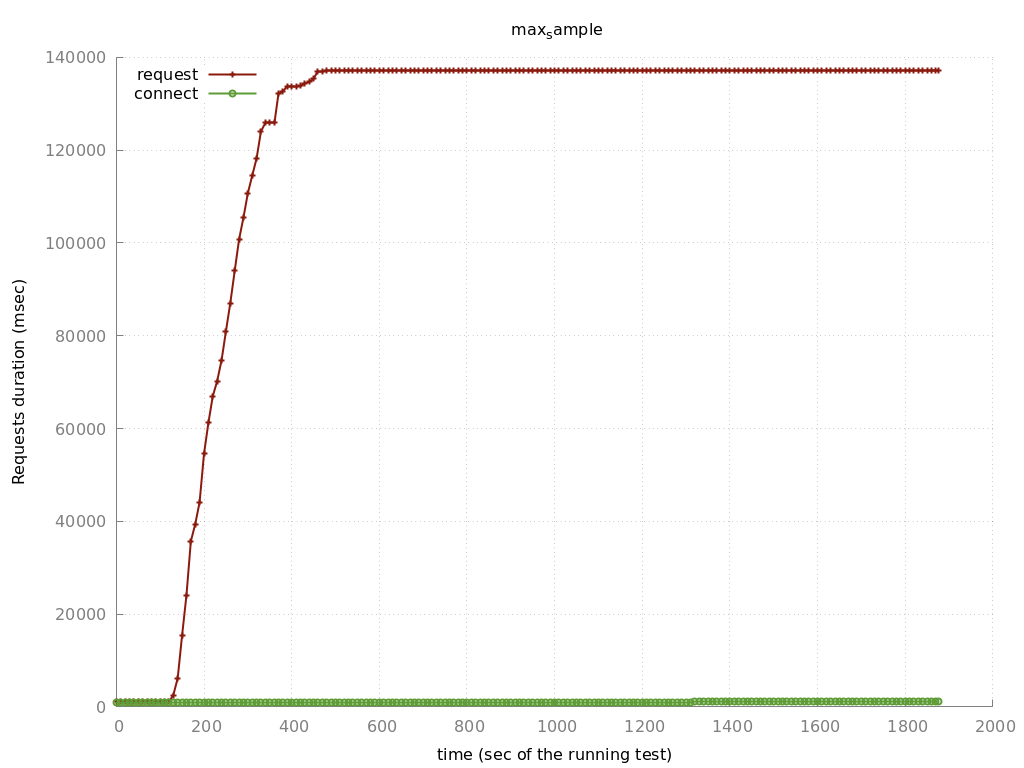 maxsample
140000
request
connect
120000
100000
80000
60000
40000
20000
0
Requests duration (msec)
0 200 400 600 800 1000 1200 1400 1600 1800 2000
time (sec of the running test)